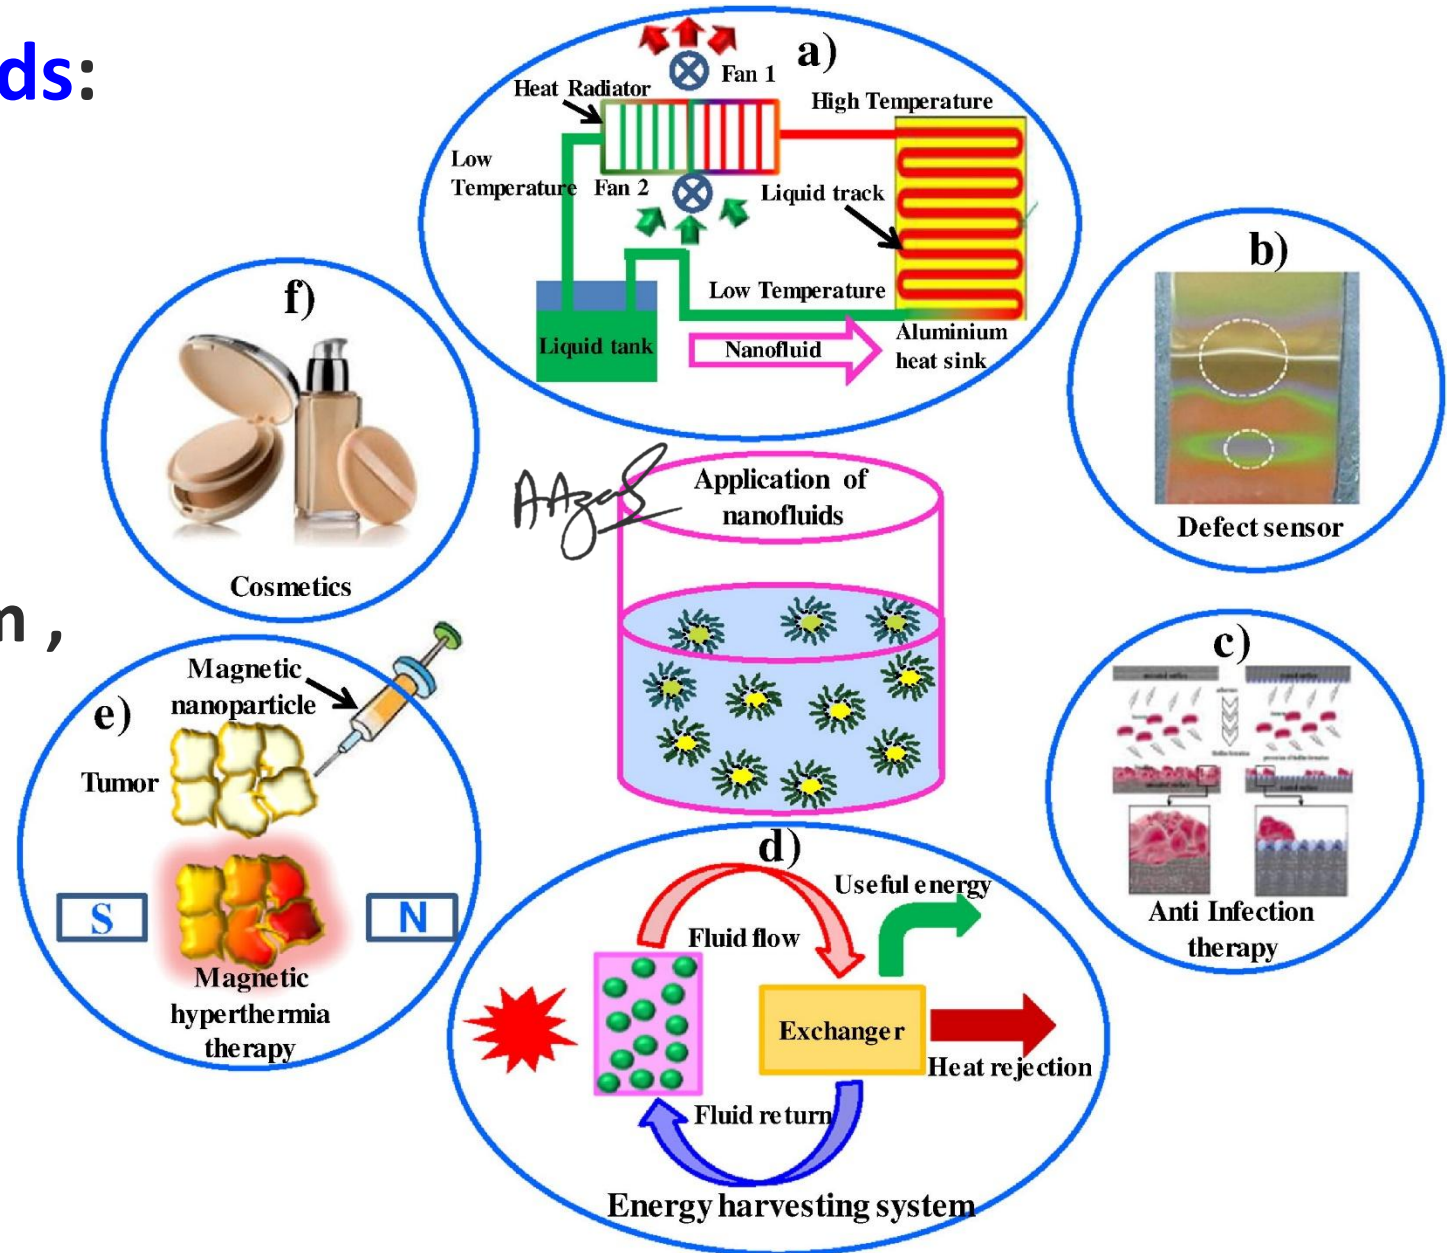 ds:
m ,
a)
Fan 1
Heat Radiator
High Temperature
Low
Temperature
Fan 2
Liquid track
Low Temperature
Liquid tank
Nanofluid
Aluminium
heat sink
b)
Defect sensor
f)
Cosmetics
Application of
nanofluids
c)
Anti Infection
therapy
e)
Magnetic
nanoparticle
Tumor
S
N
Magnetic
hyperthermia
therapy
d)
Useful energy
Fluid flow
Exchanger
Heat rejection
Fluid return
Energy harvesting system